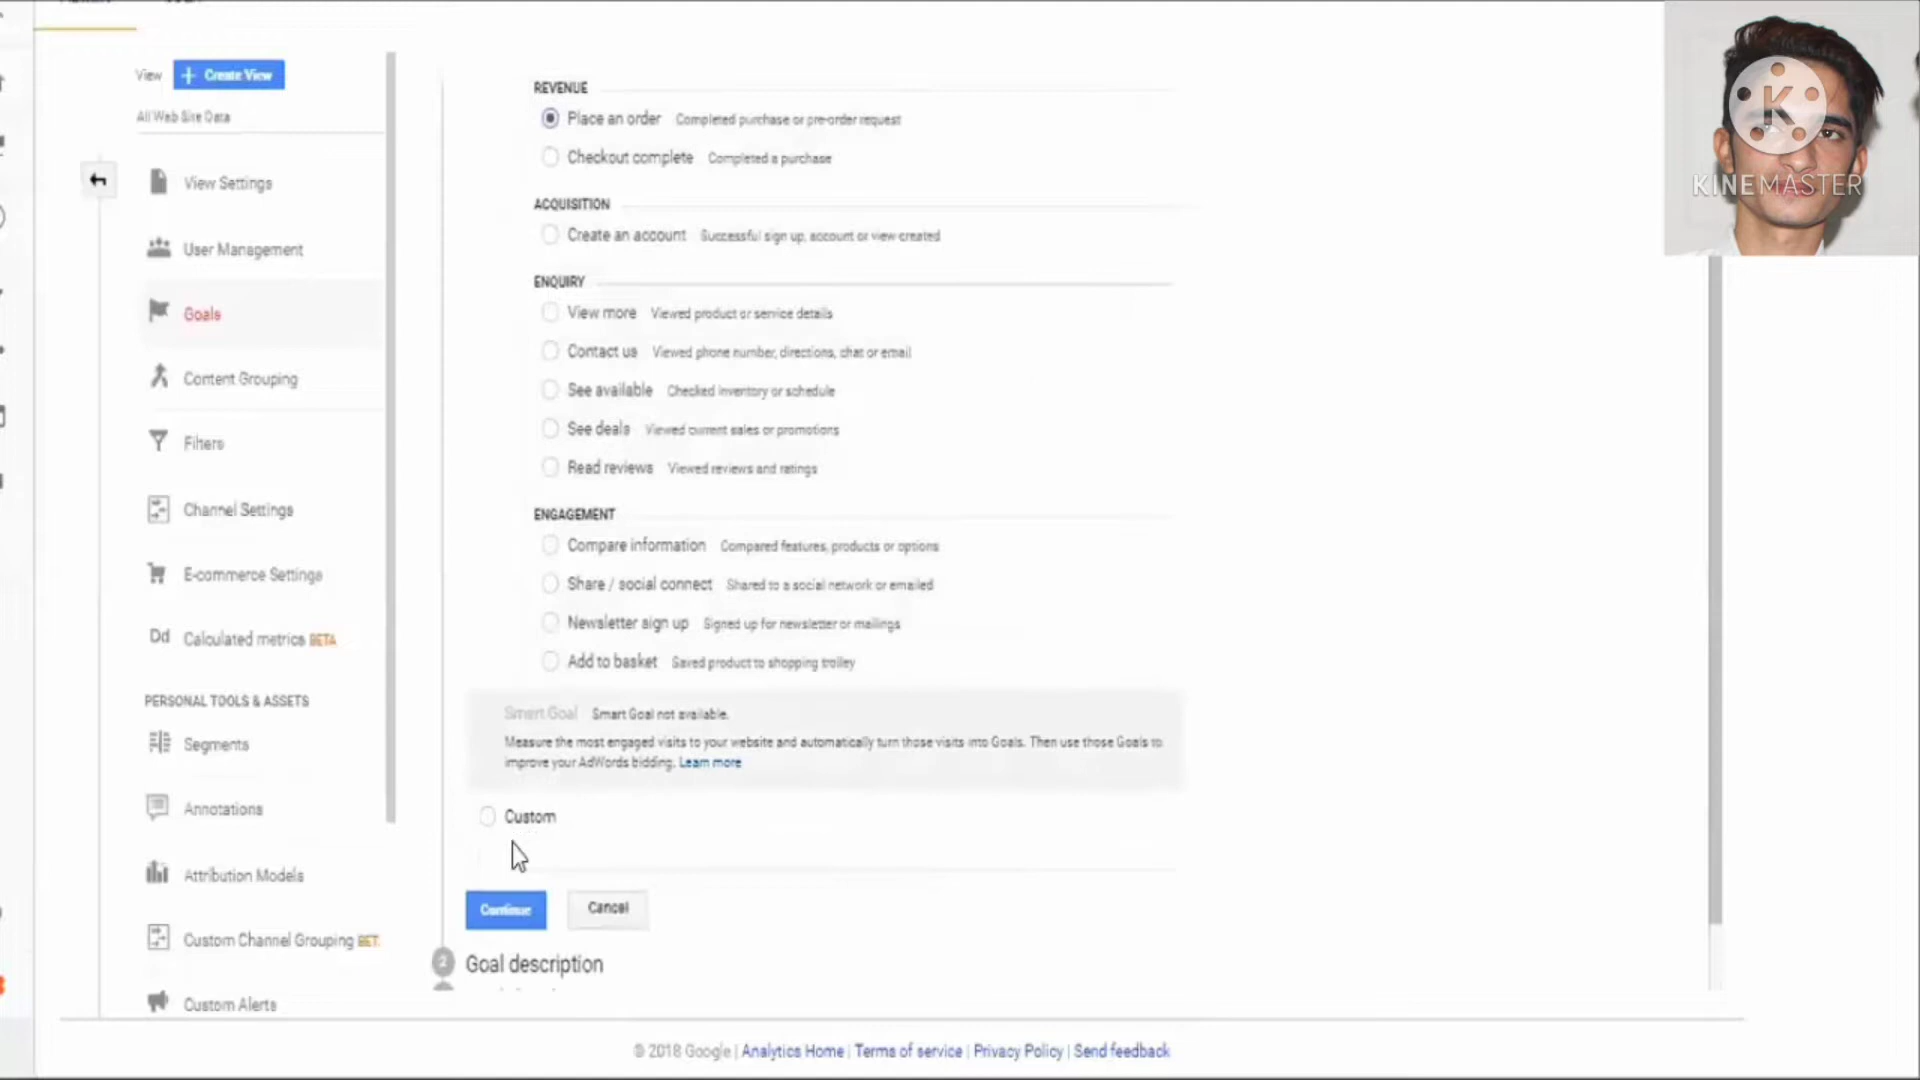 View
Create View
All Web Site Data
View Settings
User Management
Goals
Content Grouping
Filters
Channel Settings
E-commerce Settings
Dd Calculated metrics BETA
PERSONAL TOOLS & ASSETS
Segments
Annotations
Attribution Models
Custom Channel Grouping BET
Custom Alerts
REVENUE
Place an order Completed purchase or pre-order request
Checkout complete Completed a purchase
ACQUISITION
Create an account Successful sign up, account or view created
ENQUIRY
View more Viewed product or service details
Contact us Viewed phone number, directions, chat or email
See available Checked inventory or schedule
See deals Viewed current sales or promotions
Read reviews Viewed reviews and ratings
ENGAGEMENT
Compare information Compared features, products or options
Share / social connect Shared to a social network or emailed
Newsletter sign up Signed up for newsletter or mailings
Add to basket Saved product to shopping trolley
Smart Goal Smart Goal not available.
Measure the most engaged visits to your website and automatically turn those visits into Goals. Then use those Goals to
improve your AdWords bidding. Learn more
Custom
Continue Cancel
2 Goal description
© 2018 Google | Analytics Home | Terms of service | Privacy Policy | Send feedback
K
KINEMASTER